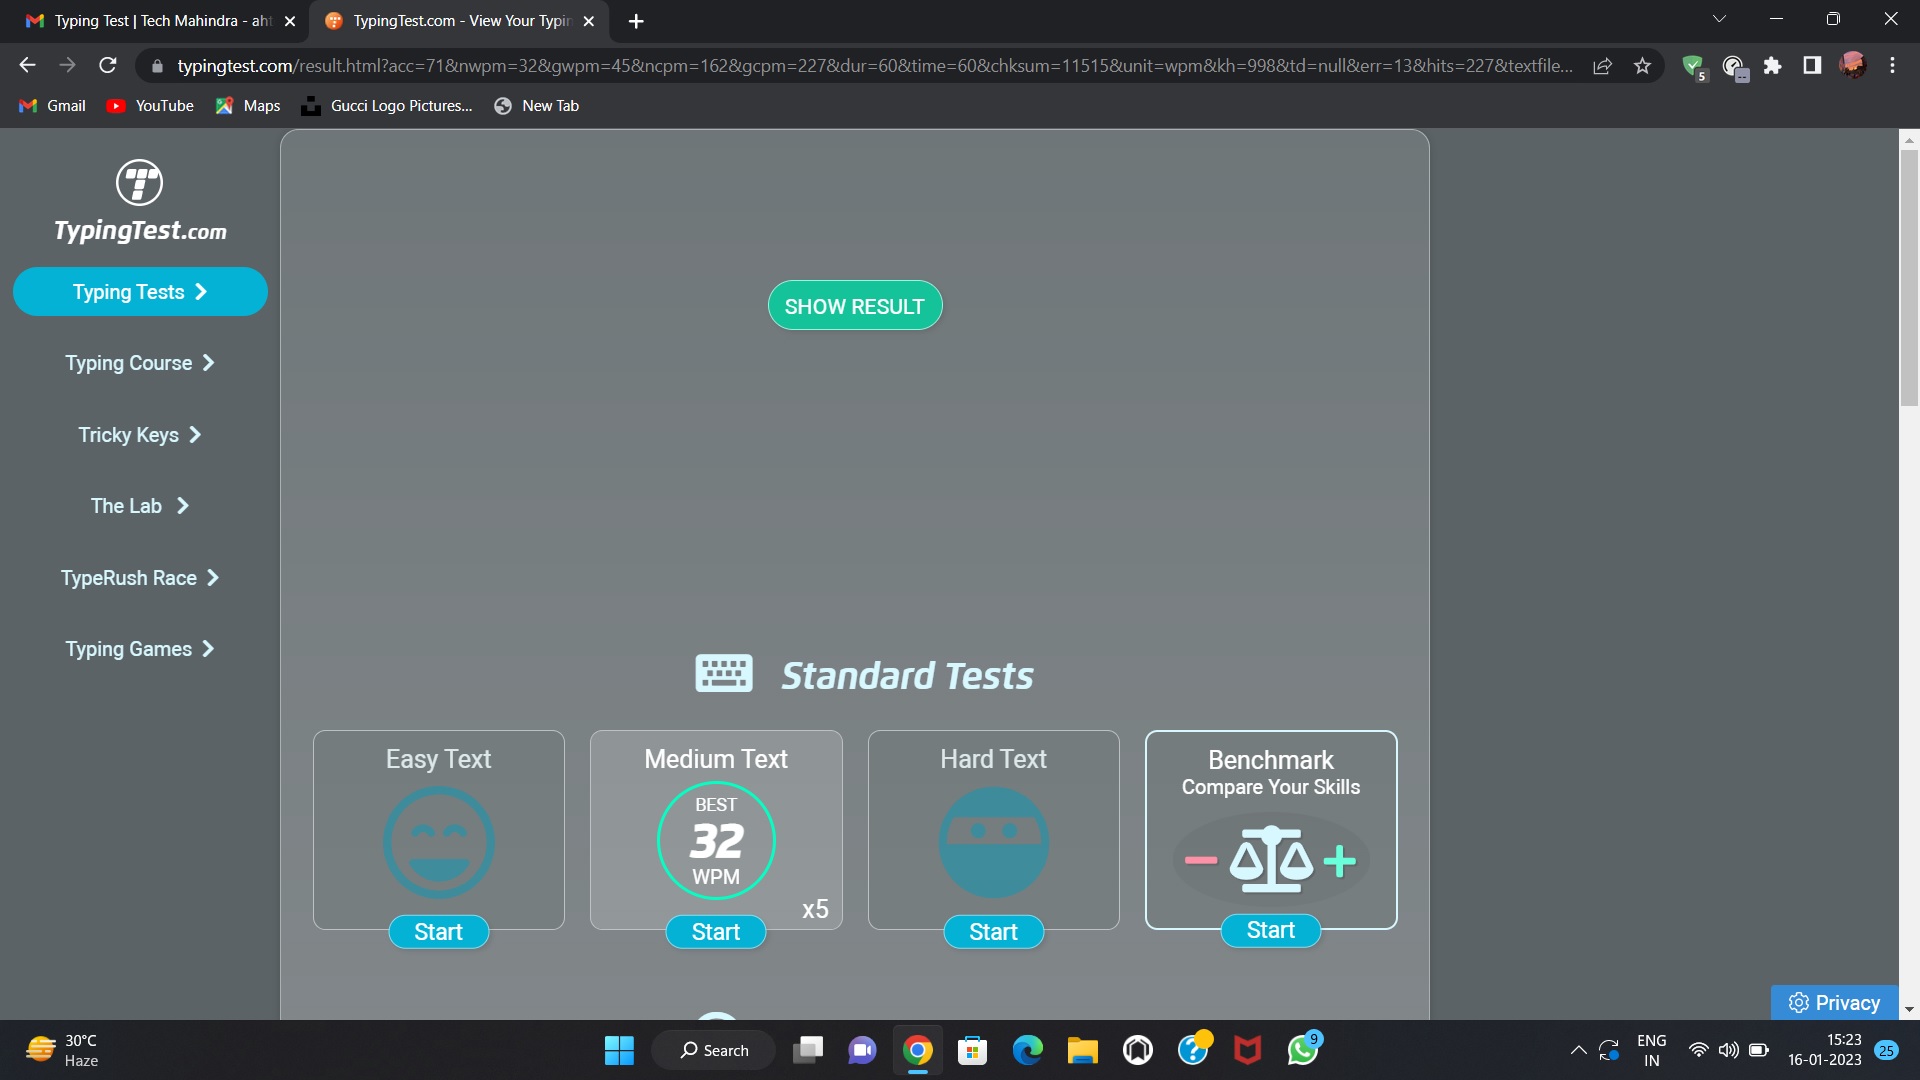 Typing Test | Tech Mahindra - aht
TypingTest.com - View Your Typin
typingtest.com/result.html?acc=71&nwpm=32&gwpm=45&ncpm=162&gcpm=227&dur=60&time=60&chksum=11515&unit=wpm&kh=998&td=null&err=13&hits=227&textfile...
5
Gmail
YouTube
Maps
Gucci Logo Pictures...
New Tab
TypingTest.com
Typing Tests
Typing Course
Tricky Keys
The Lab
TypeRush Race
Typing Games
SHOW RESULT
Standard Tests
Easy Text
Start
Medium Text
BEST
32
WPM
x5
Start
Hard Text
Start
Benchmark
Compare Your Skills
Start
Privacy
30°C
Haze
Search
9
ENG
IN
15:23
16-01-2023
25